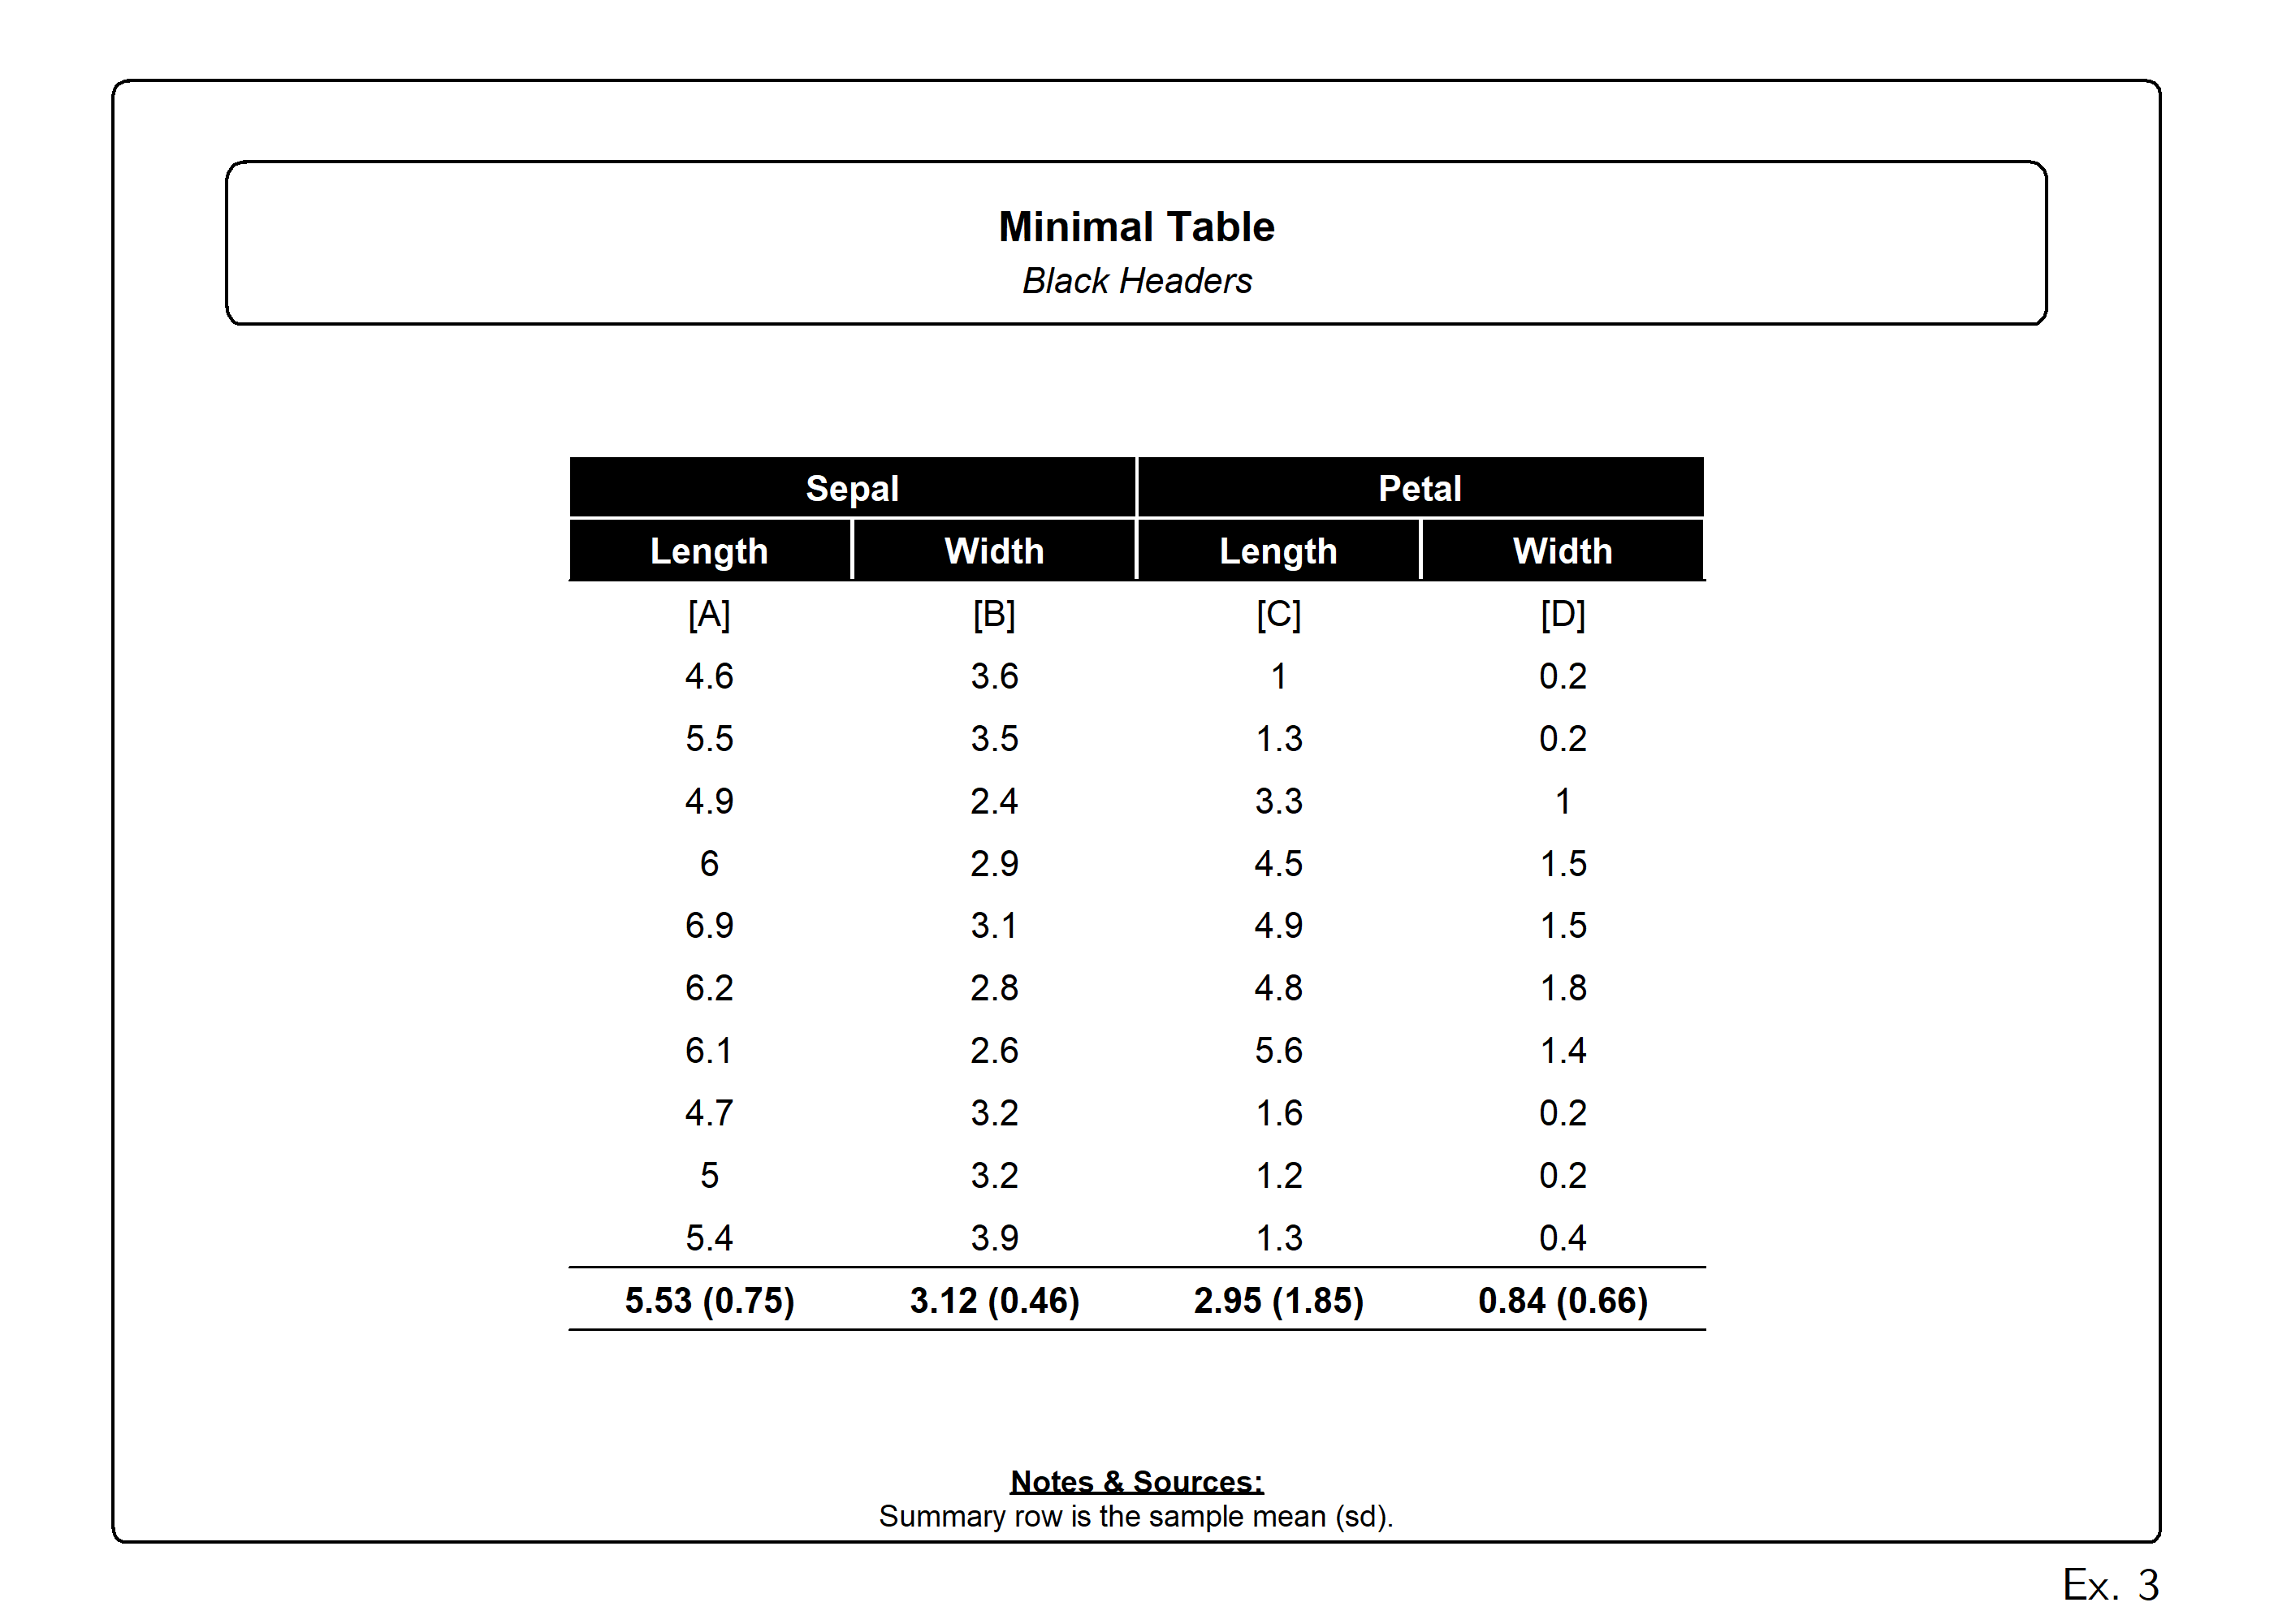 Minimal Table
Black Headers
Sepal Petal
Length Width Length Width
[A] [B] [C] [D]
4.6 3.6 1 0.2
5.5 3.5 1.3 0.2
4.9 2.4 3.3 1
6 2.9 4.5 1.5
6.9 3.1 4.9 1.5
6.2 2.8 4.8 1.8
6.1 2.6 5.6 1.4
4.7 3.2 1.6 0.2
5 3.2 1.2 0.2
5.4 3.9 1.3 0.4
5.53 (0.75) 3.12 (0.46) 2.95 (1.85) 0.84 (0.66)
Notes & Sources:
Summary row is the sample mean (sd).
Ex. 3